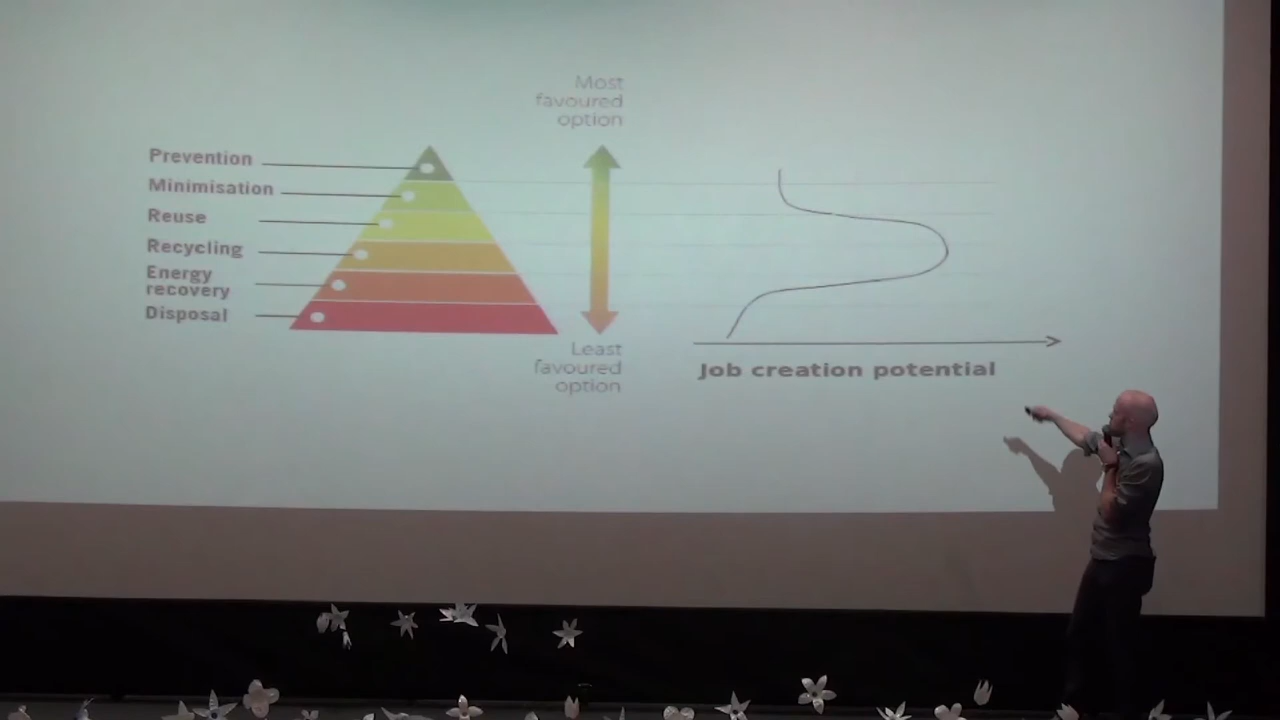 Most
favoured
option
Prevention
Minimisation
Reuse
Recycling
Energy
recovery
Disposal
Least
favoured
option
Job creation potential